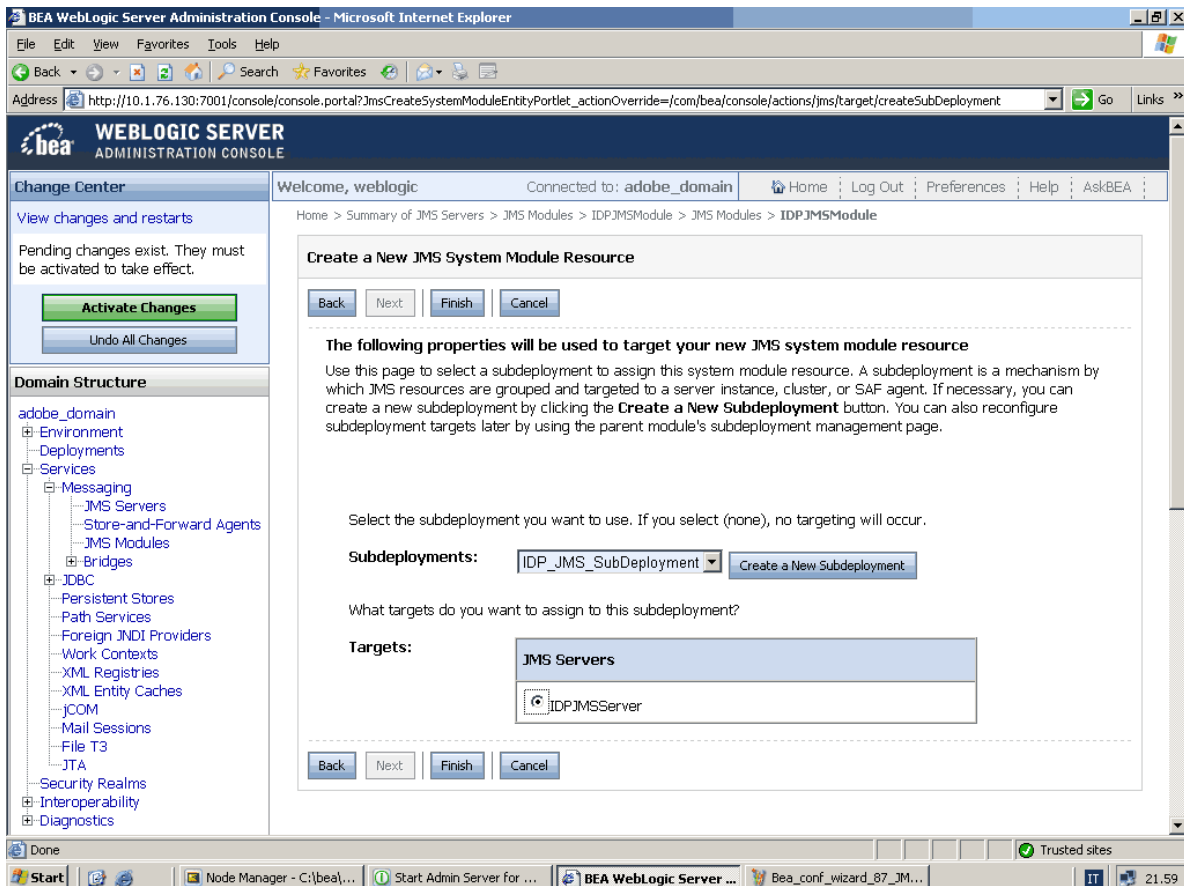 BEA WebLogic Server Administration Console - Microsoft Internet Explorer
File Edit View Favorites Tools Help
Back Search Favorites
Address http://10.1.76.130:7001/console/console.portal?JmsCreateSystemModuleEntityPortlet_actionOverride=/com/bea/console/actions/jms/target/createSubDeployment Go Links »
bea WEBLOGIC SERVER
ADMINISTRATION CONSOLE
Change Center
View changes and restarts
Pending changes exist. They must
be activated to take effect.
Activate Changes
Undo All Changes
Domain Structure
adobe_domain
Environment
Deployments
Services
Messaging
JMS Servers
Store-and-Forward Agents
JMS Modules
Bridges
JDBC
Persistent Stores
Path Services
Foreign JNDI Providers
Work Contexts
XML Registries
XML Entity Caches
jCOM
Mail Sessions
File T3
JTA
Security Realms
Interoperability
Diagnostics
Welcome, weblogic Connected to: adobe_domain Home Log Out Preferences Help AskBEA
Home > Summary of JMS Servers > JMS Modules > IDPJMSModule > JMS Modules > IDPJMSModule
Create a New JMS System Module Resource
Back Next Finish Cancel
The following properties will be used to target your new JMS system module resource
Use this page to select a subdeployment to assign this system module resource. A subdeployment is a mechanism by
which JMS resources are grouped and targeted to a server instance, cluster, or SAF agent. If necessary, you can
create a new subdeployment by clicking the Create a New Subdeployment button. You can also reconfigure
subdeployment targets later by using the parent module's subdeployment management page.
Select the subdeployment you want to use. If you select (none), no targeting will occur.
Subdeployments: IDP_JMS_SubDeployment Create a New Subdeployment
What targets do you want to assign to this subdeployment?
Targets:
JMS Servers
IDPJMSServer
Back Next Finish Cancel
Done Trusted sites
Start Node Manager - C:\bea\... Start Admin Server for ... BEA WebLogic Server ... Bea_conf_wizard_87_JM... IT 21.59